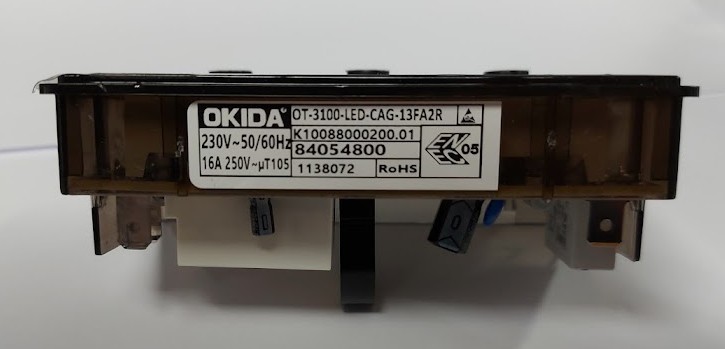 OKIDA
OT-3100-LED-CAG-13FA2R
230V~50/60Hz
K10088000200.01
84054800
16A 250V~µT105
1138072
RoHS
ENEC 05